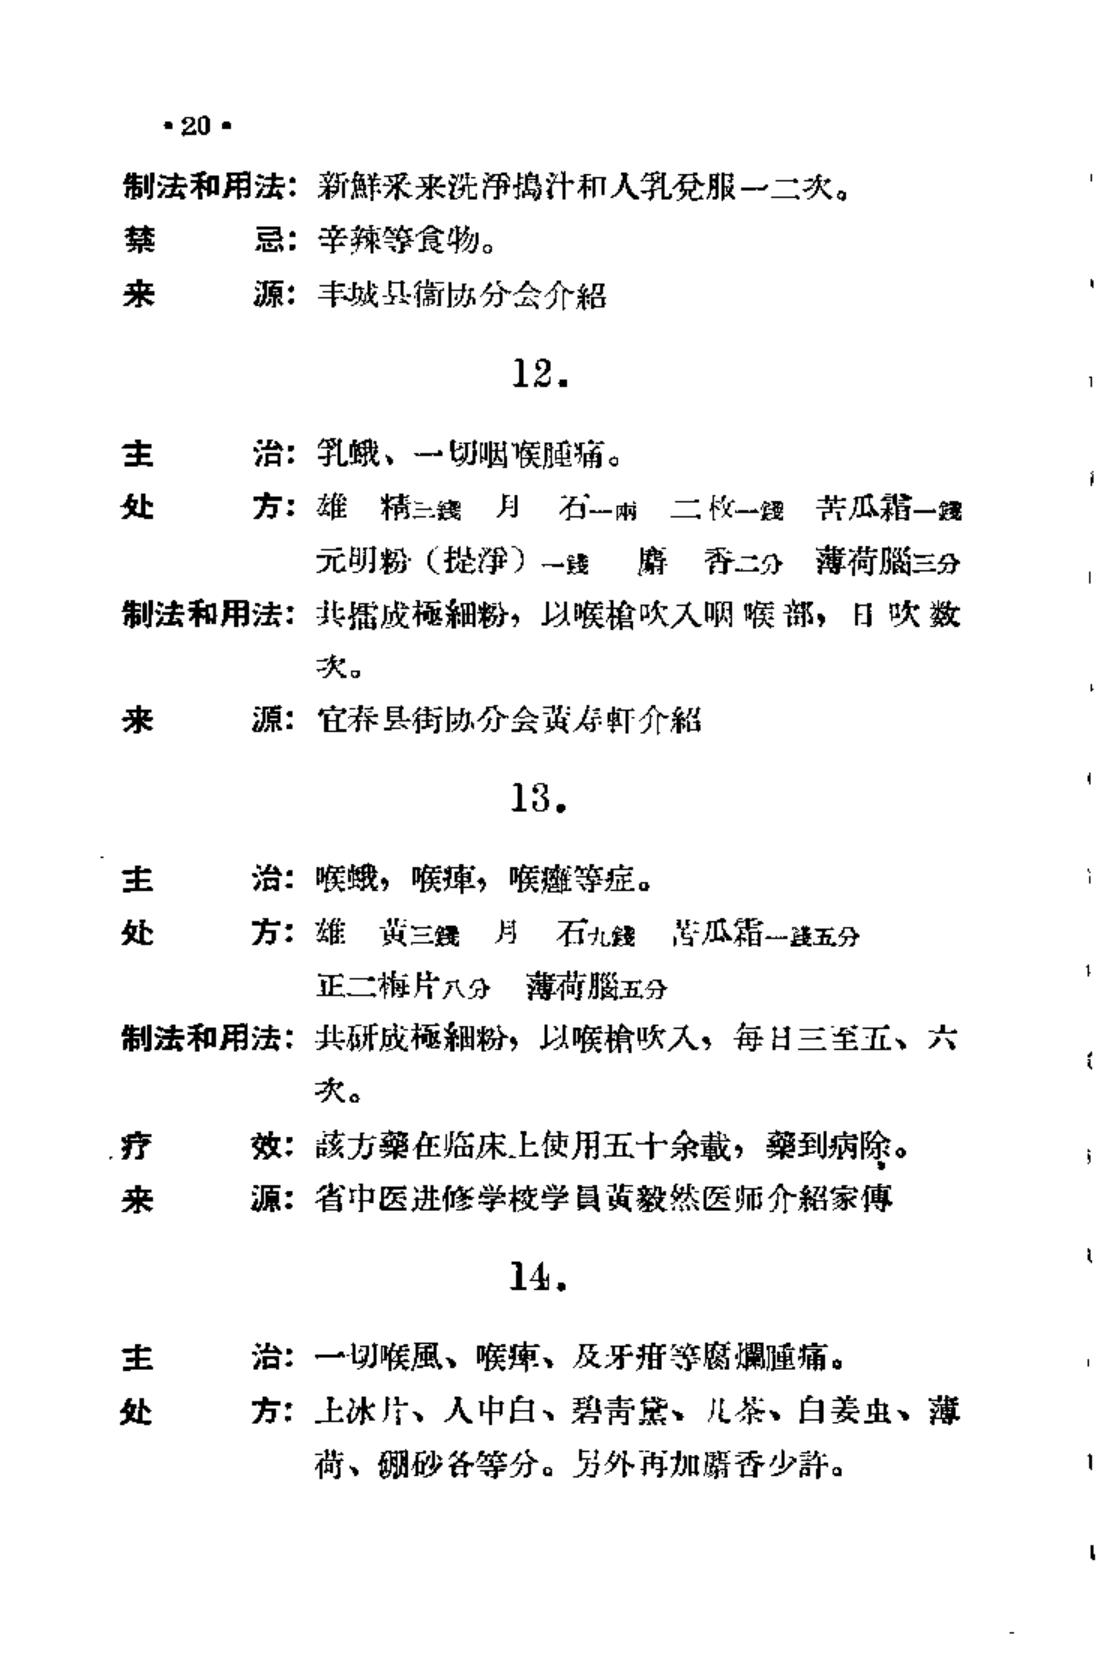 ·20·
制法和用法：新鮮采来洗淨搗汁和人乳兌服一二次。
禁　　忌：辛辣等食物。
来　　源：丰城县衞协分会介紹
12.
主　　治：乳蛾、一切咽喉腫痛。
处　　方：雄　精三錢　月　石一兩　二枚一錢　苦瓜霜一錢
元明粉（提淨）一錢　麝　香二分　薄荷腦三分
制法和用法：共擂成極細粉，以喉槍吹入咽喉部，日吹数
次。
来　　源：宜春县街协分会黄寿軒介紹
13.
主　　治：喉蛾，喉痺，喉癰等症。
处　　方：雄　黄三錢　月　石九錢　苦瓜霜一錢五分
正二梅片八分　薄荷腦五分
制法和用法：共研成極細粉，以喉槍吹入，每日三至五、六
次。
疗　　效：該方藥在临床上使用五十余載，藥到病除。
来　　源：省中医进修学校学員黄毅然医师介紹家傳
14.
主　　治：一切喉風、喉痺、及牙疳等腐爛腫痛。
处　　方：上冰片、人中白、碧青黛、儿茶、白姜虫、薄
荷、硼砂各等分。另外再加麝香少許。